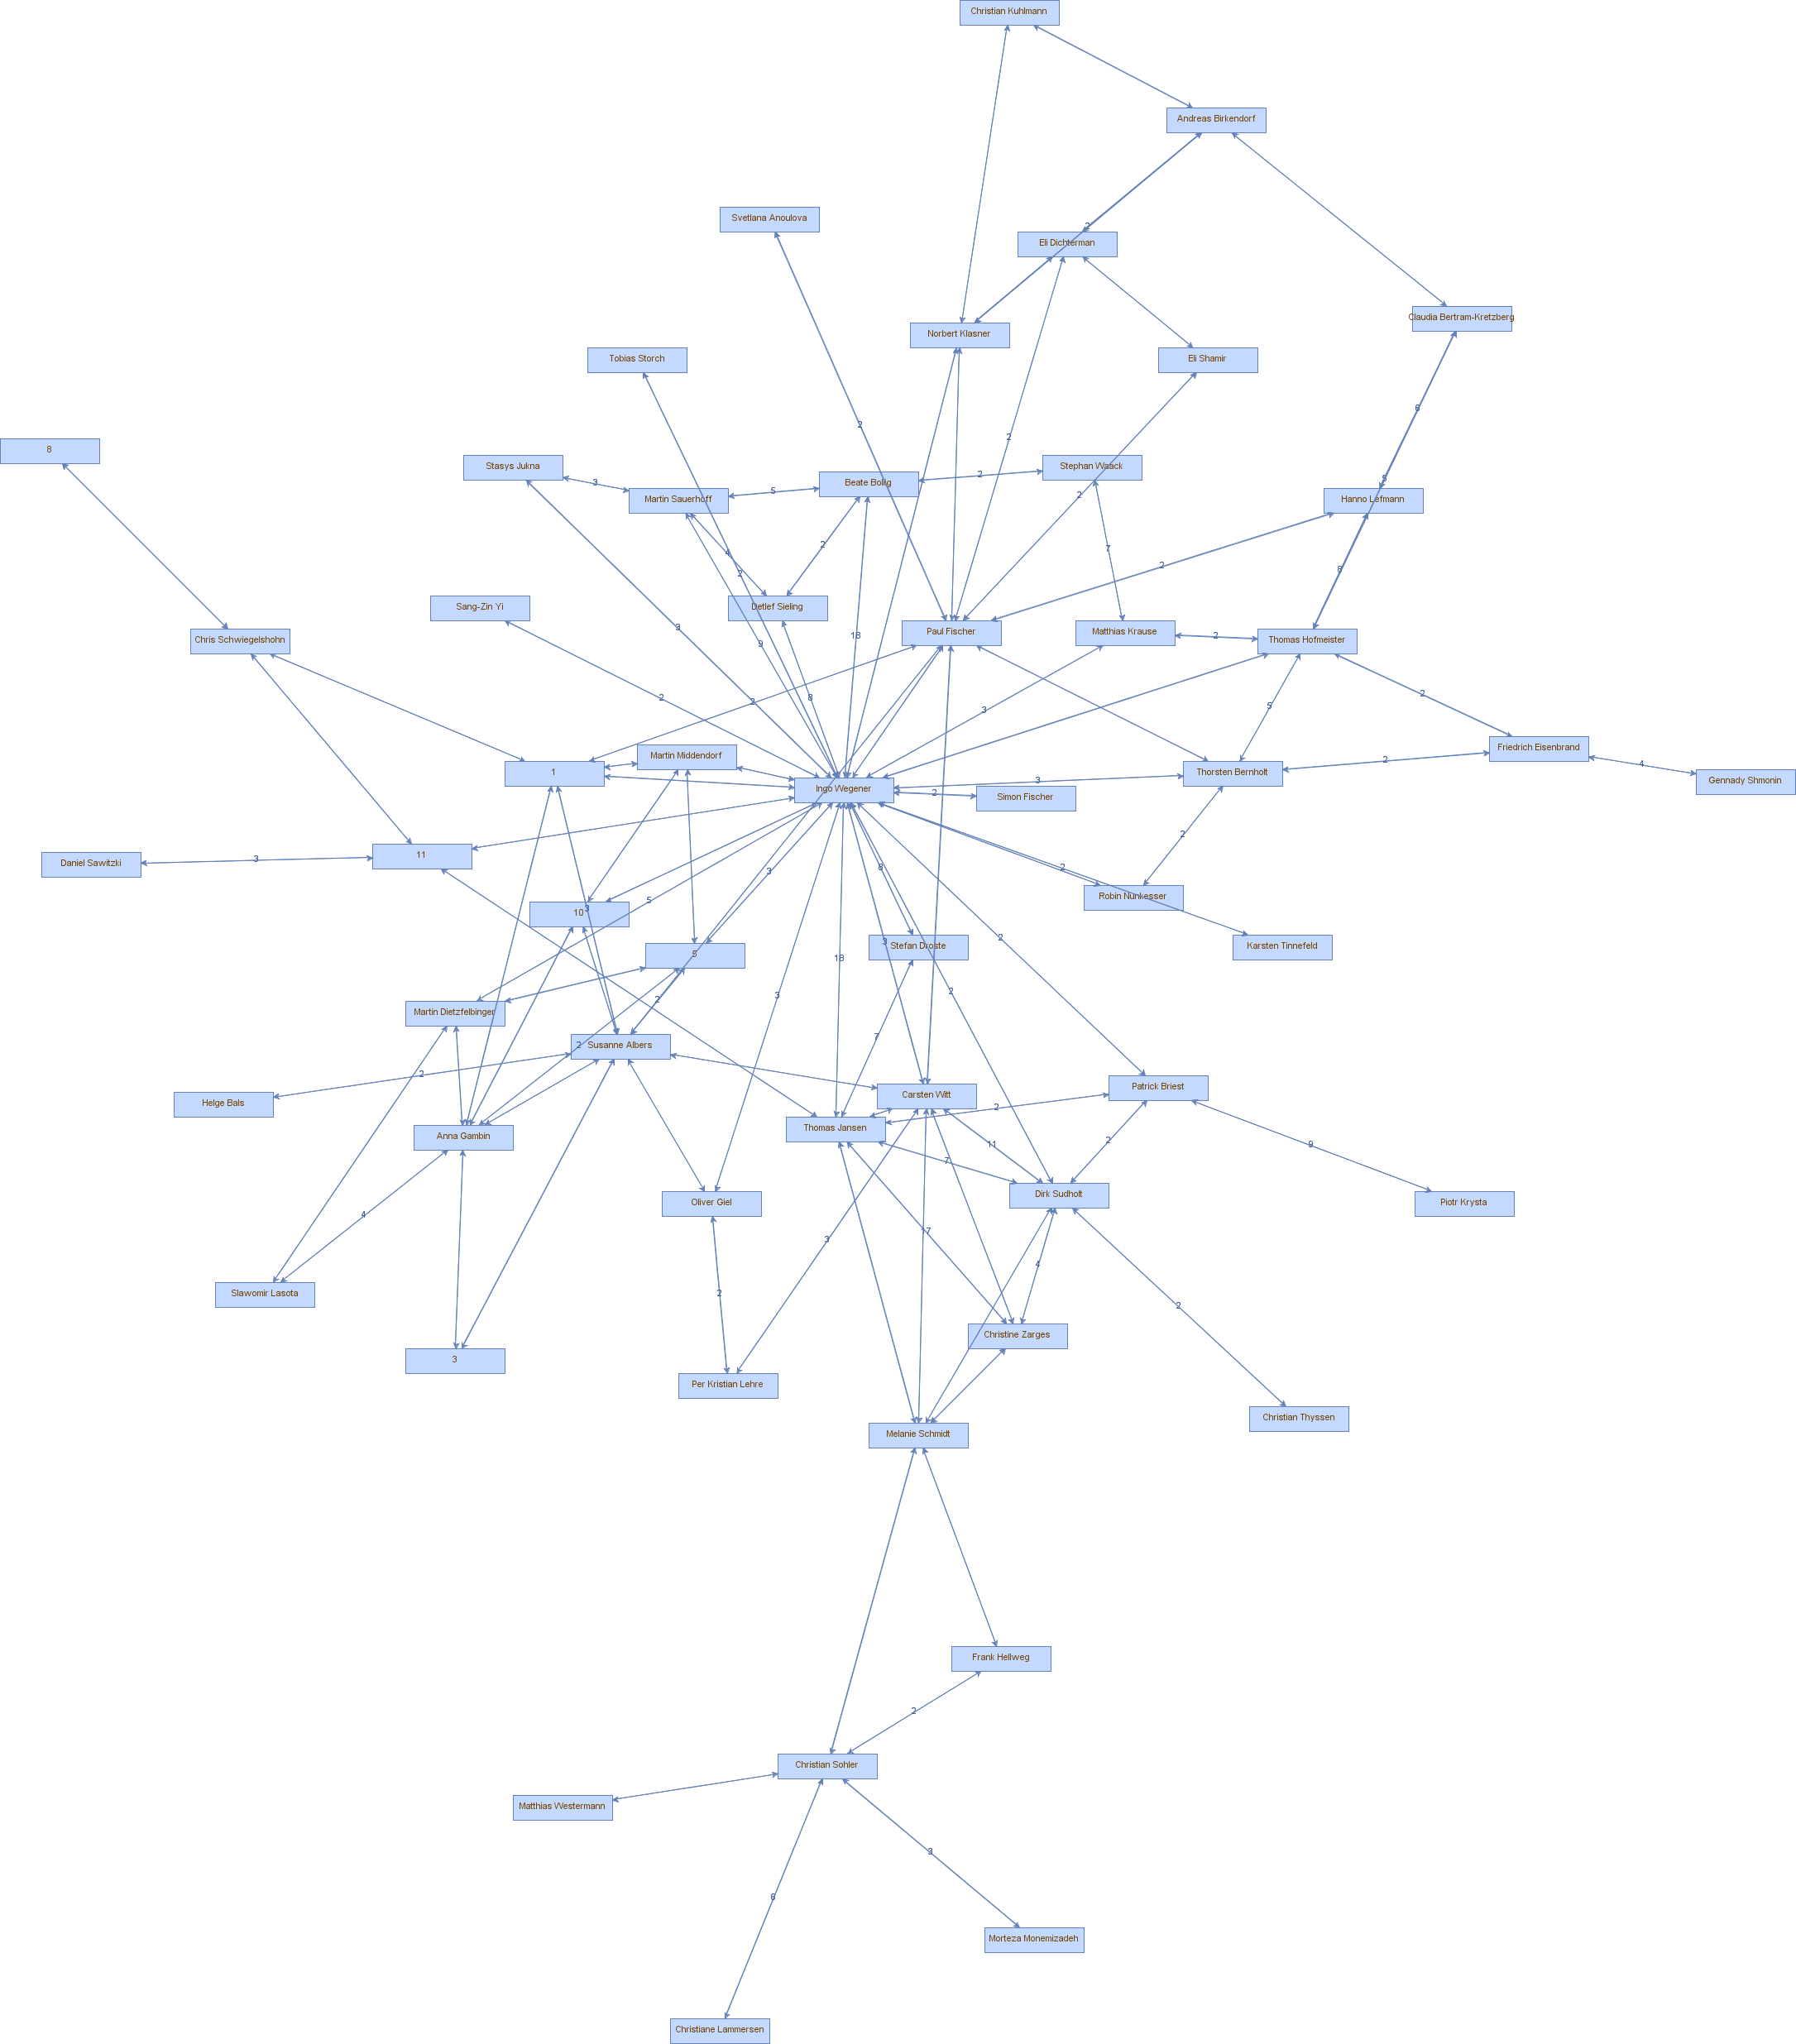 Christian Kuhlmann
Andreas Birkendorf
Svetlana Anoulova
2
Eli Dichterman
Claudia Bertram-Kretzberg
Norbert Klasner
Tobias Storch
Eli Shamir
6
2
2
8
Stasys Jukna
Stephan Waack
2
3
Martin Sauerhoff
5
Beate Bollig
2
Hanno Lefmann
7
2
4
2
2
8
Sang-Zin Yi
Detlef Sieling
3
Paul Fischer
Matthias Krause
2
Thomas Hofmeister
Chris Schwiegelshohn
9
18
2
8
2
3
5
2
Martin Middendorf
Friedrich Eisenbrand
1
Ingo Wegener
3
Thorsten Bernholt
2
4
Gennady Shmonin
2
Simon Fischer
2
11
Daniel Sawitzki
3
3
8
2
Robin Nunkesser
5
3
10
2
3
Stefan Droste
Karsten Tinnefeld
9
18
2
3
2
Martin Dietzfelbinger
7
2
Susanne Albers
2
Patrick Briest
Helge Bals
Carsten Witt
2
Thomas Jansen
Anna Gambin
11
2
9
7
Dirk Sudholt
Oliver Giel
Piotr Krysta
4
17
3
4
Slawomir Lasota
2
2
Christine Zarges
3
Per Kristian Lehre
Christian Thyssen
Melanie Schmidt
Frank Hellweg
2
Christian Sohler
Matthias Westermann
3
6
Morteza Monemizadeh
Christiane Lammersen